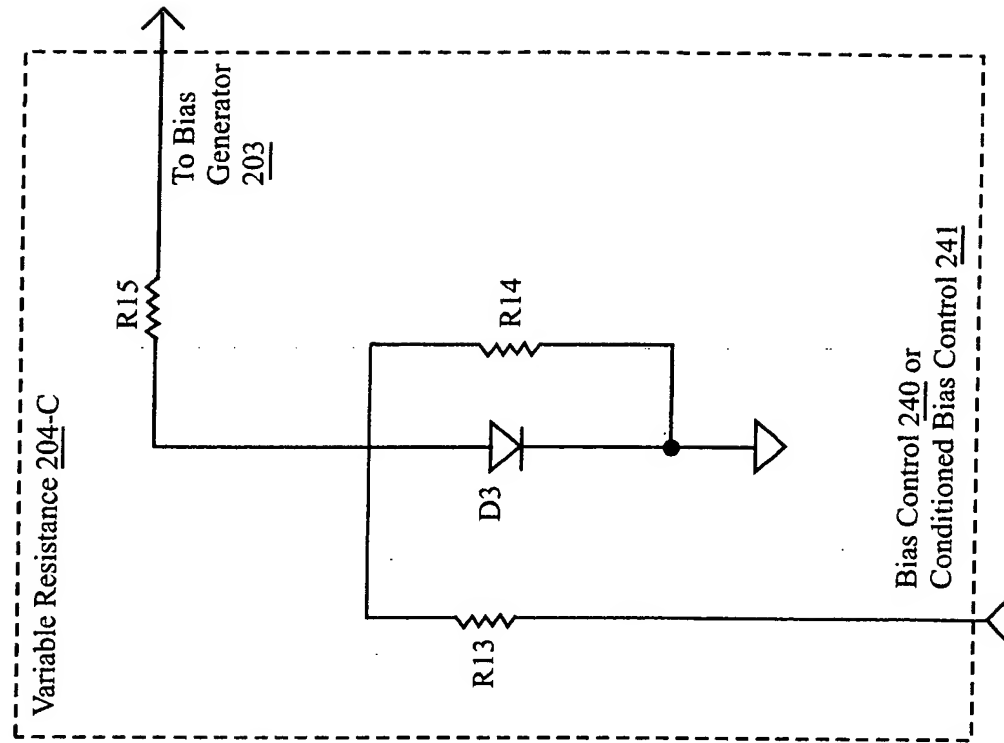 Variable Resistance 204-C
R15
To Bias
Generator
203
R14
D3
R13
Bias Control 240 or
Conditioned Bias Control 241